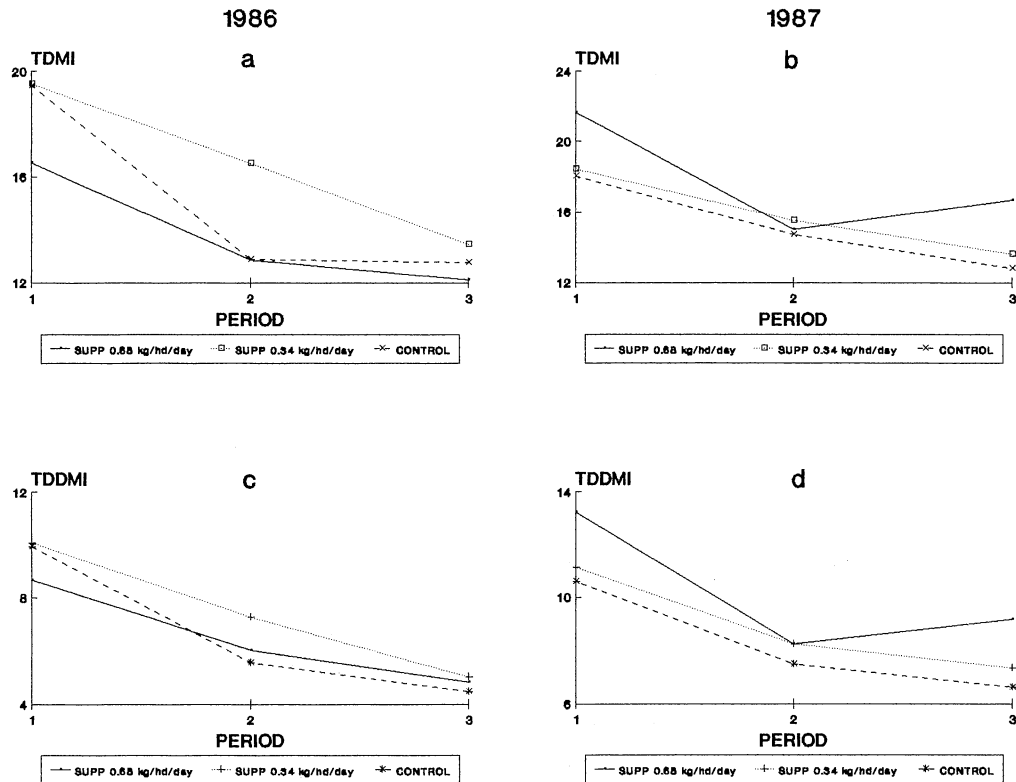 1986
1987
TDMI
a
20
16
12
1
2
3
PERIOD
SUPP 0.68 kg/hd/day SUPP 0.34 kg/hd/day CONTROL
TDMI
b
24
20
16
12
1
2
3
PERIOD
SUPP 0.68 kg/hd/day SUPP 0.34 kg/hd/day CONTROL
TDDMI
c
12
8
4
1
2
3
PERIOD
SUPP 0.68 kg/hd/day SUPP 0.34 kg/hd/day CONTROL
TDDMI
d
14
10
6
1
2
3
PERIOD
SUPP 0.68 kg/hd/day SUPP 0.34 kg/hd/day CONTROL